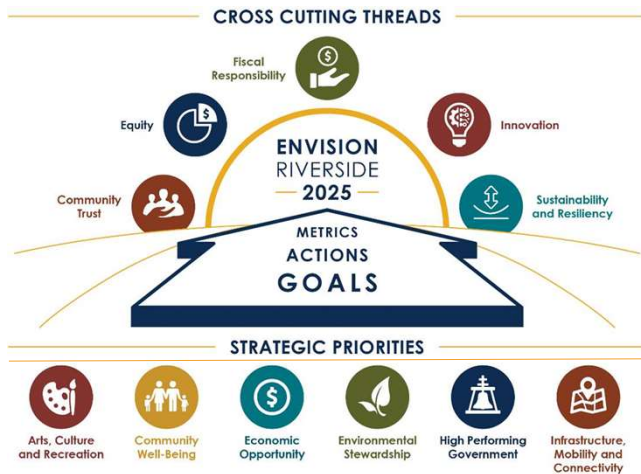 CROSS CUTTING THREADS
Fiscal
Responsibility
$
Equity
$
Innovation
Community
Trust
Sustainability
and Resiliency
ENVISION
RIVERSIDE
2025
METRICS
ACTIONS
GOALS
STRATEGIC PRIORITIES
$
Arts, Culture
and Recreation
Community
Well-Being
Economic
Opportunity
Environmental
Stewardship
High Performing
Government
Infrastructure,
Mobility and
Connectivity